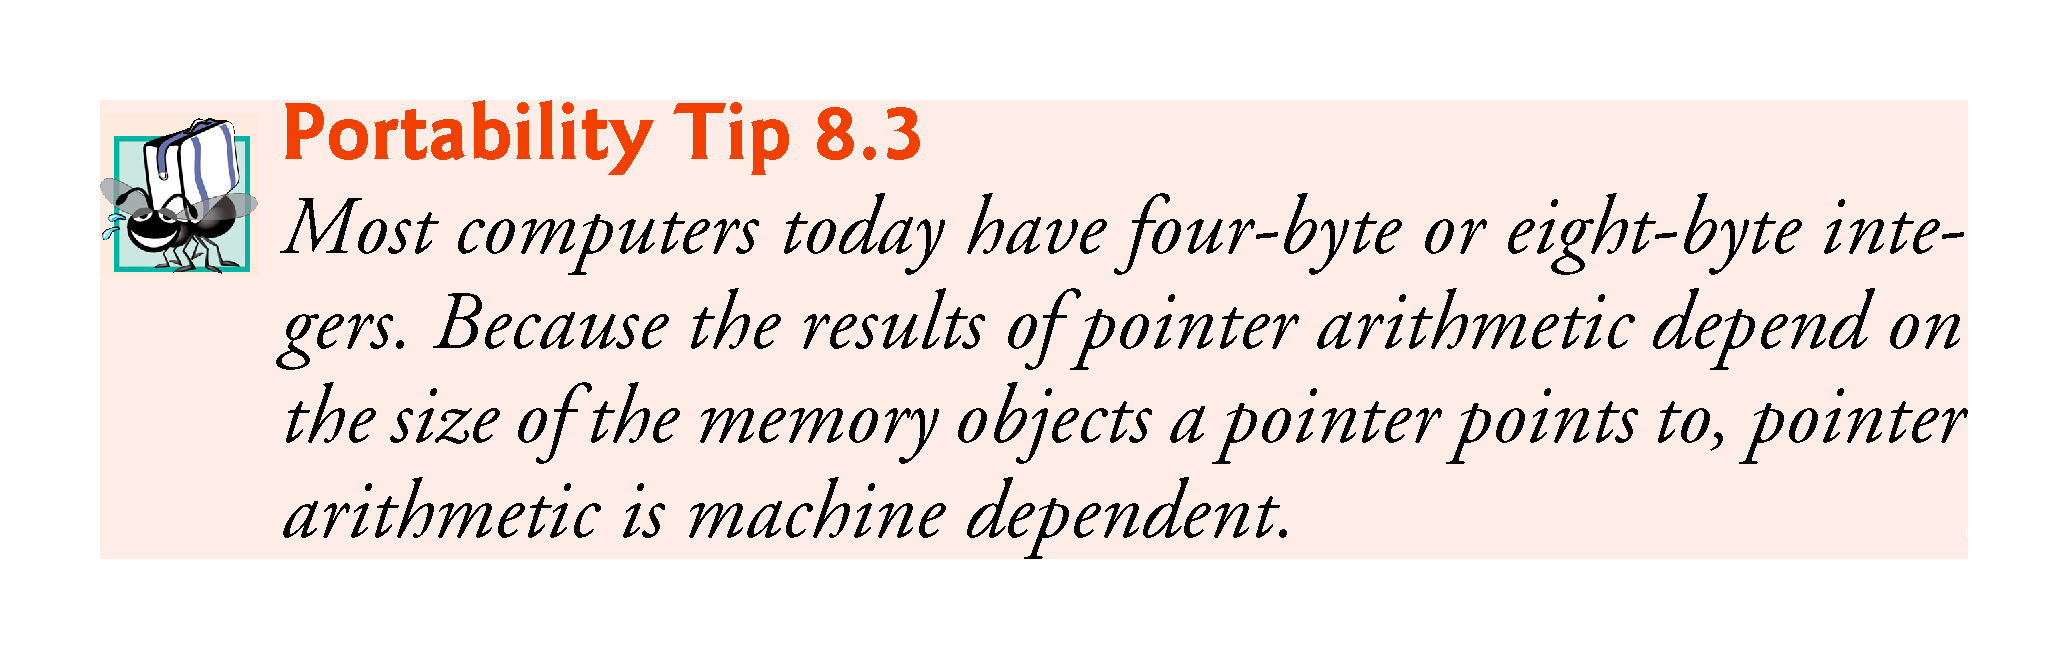 Portability Tip 8.3
Most computers today have four-byte or eight-byte inte-
gers. Because the results of pointer arithmetic depend on
the size of the memory objects a pointer points to, pointer
arithmetic is machine dependent.